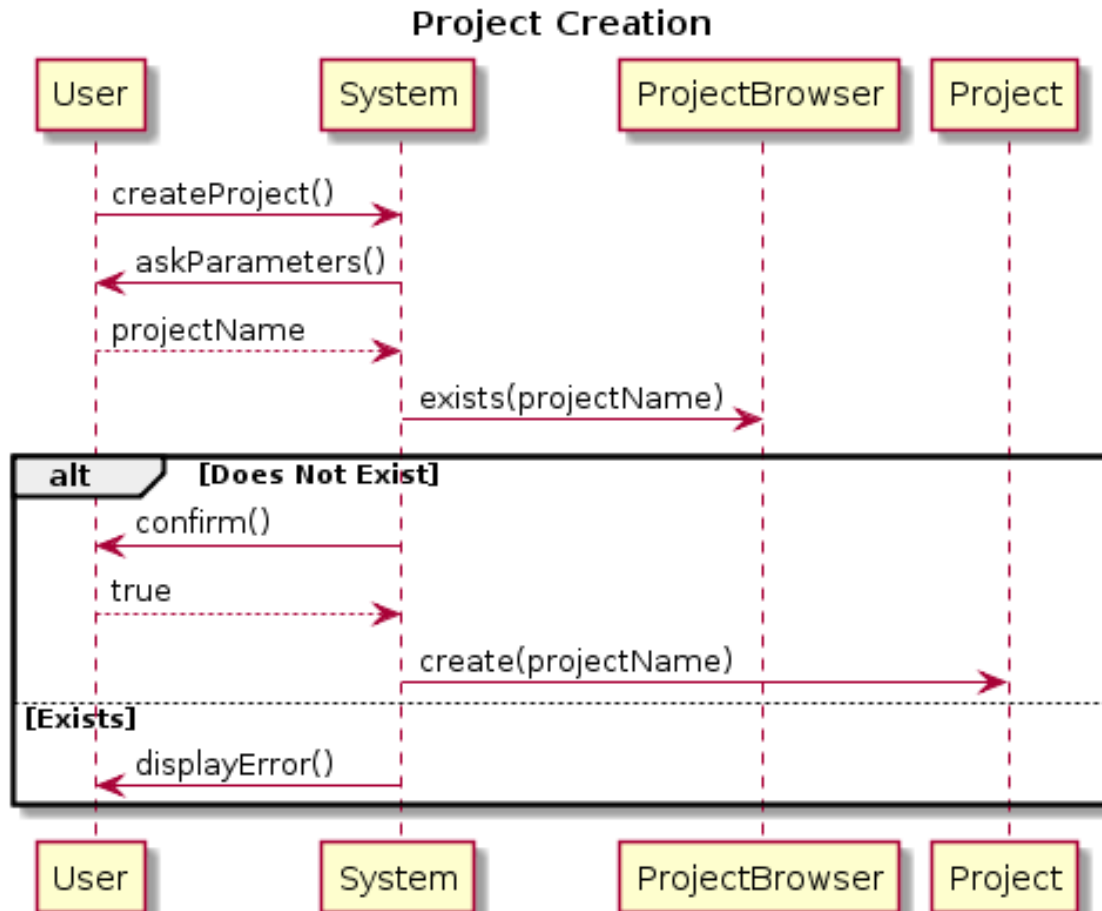 Project Creation
User System ProjectBrowser Project
createProject()
askParameters()
projectName
exists(projectName)
alt [Does Not Exist]
confirm()
true
create(projectName)
[Exists]
displayError()
User System ProjectBrowser Project